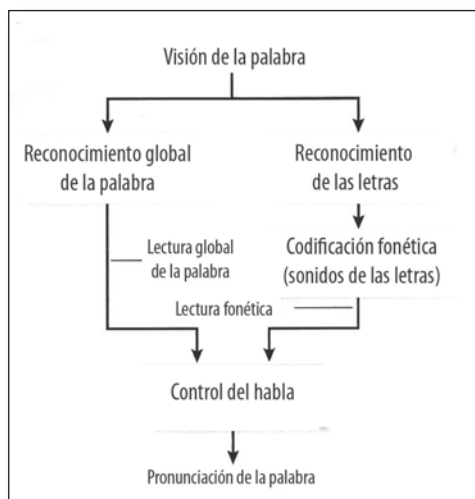 Visión de la palabra
Reconocimiento global
de la palabra
Reconocimiento
de las letras
Lectura global
de la palabra
Codificación fonética
(sonidos de las letras)
Lectura fonética
Control del habla
Pronunciación de la palabra